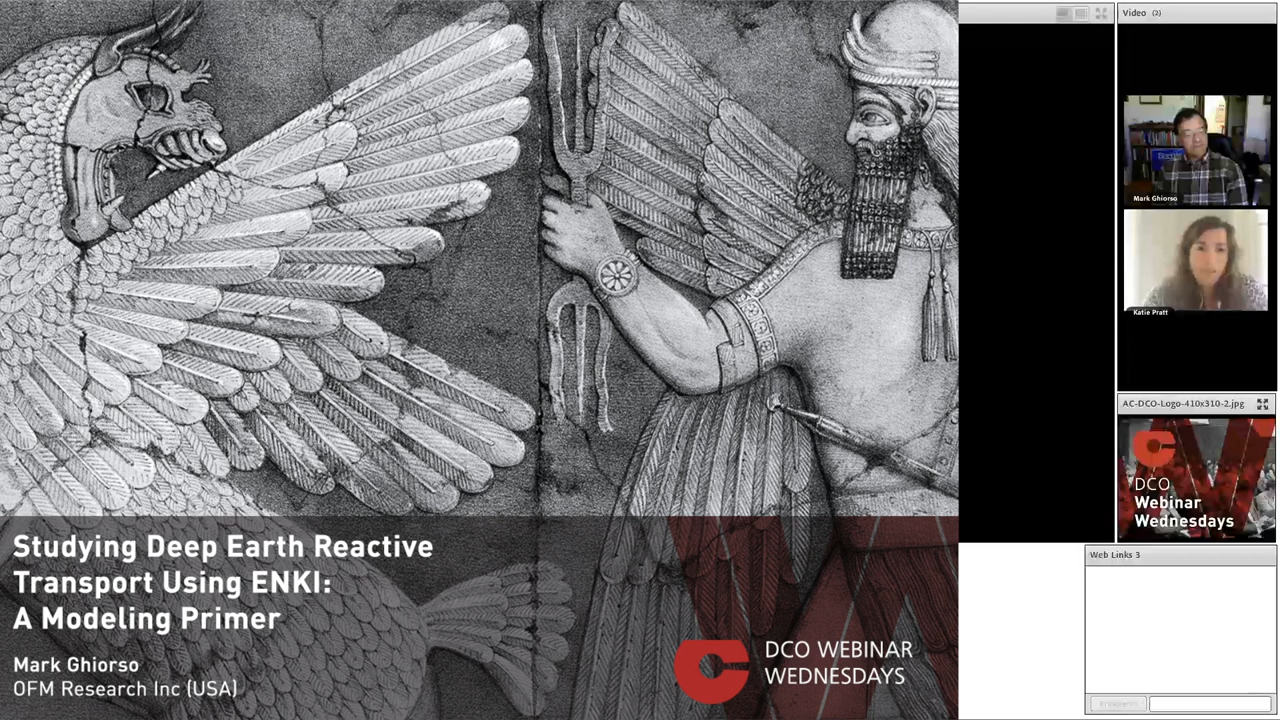 Studying Deep Earth Reactive
Transport Using ENKI:
A Modeling Primer
Mark Ghiorso
OFM Research Inc (USA)
DCO WEBINAR
WEDNESDAYS
Video (2)
Mark Ghiorso
Katie Pratt
AC-DCO-Logo-410x310-2.jpg
DCO
Webinar
Wednesdays
Web Links 3